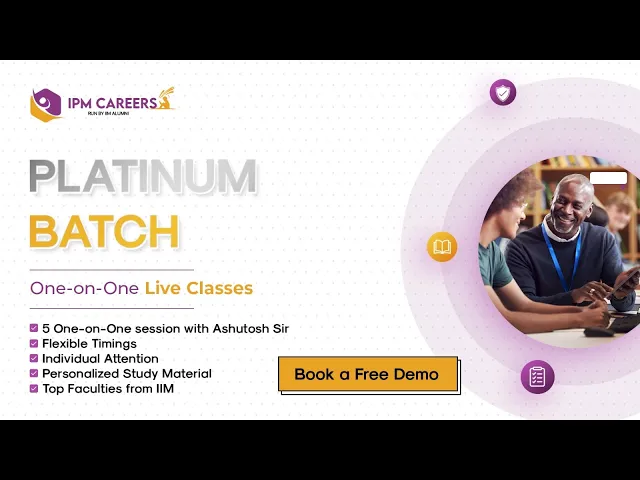 IPM CAREERS
RUN BY IIM ALUMNI
PLATINUM
BATCH
One-on-One Live Classes
5 One-on-One session with Ashutosh Sir
Flexible Timings
Individual Attention
Personalized Study Material
Top Faculties from IIM
Book a Free Demo